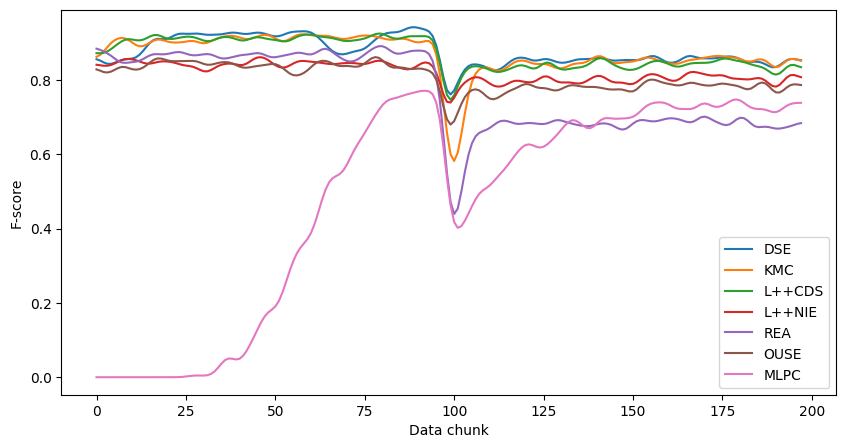 F-score
0.8
0.6
0.4
0.2
0.0
0
25
50
75
100
125
150
175
200
Data chunk
DSE
KMC
L++CDS
L++NIE
REA
OUSE
MLPC